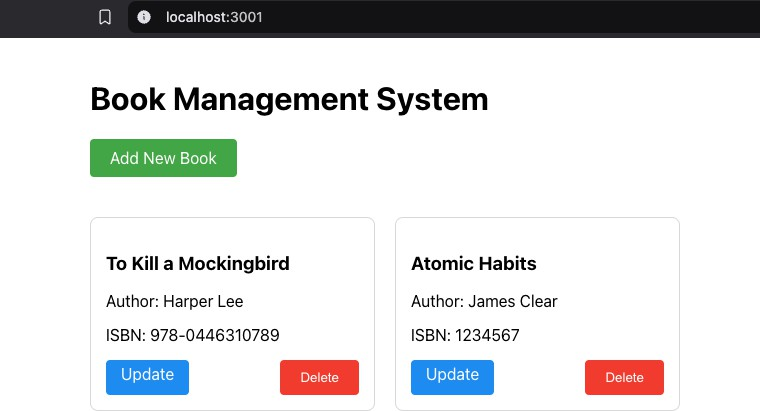 localhost:3001
Book Management System
Add New Book
To Kill a Mockingbird
Author: Harper Lee
ISBN: 978-0446310789
Update
Delete
Atomic Habits
Author: James Clear
ISBN: 1234567
Update
Delete